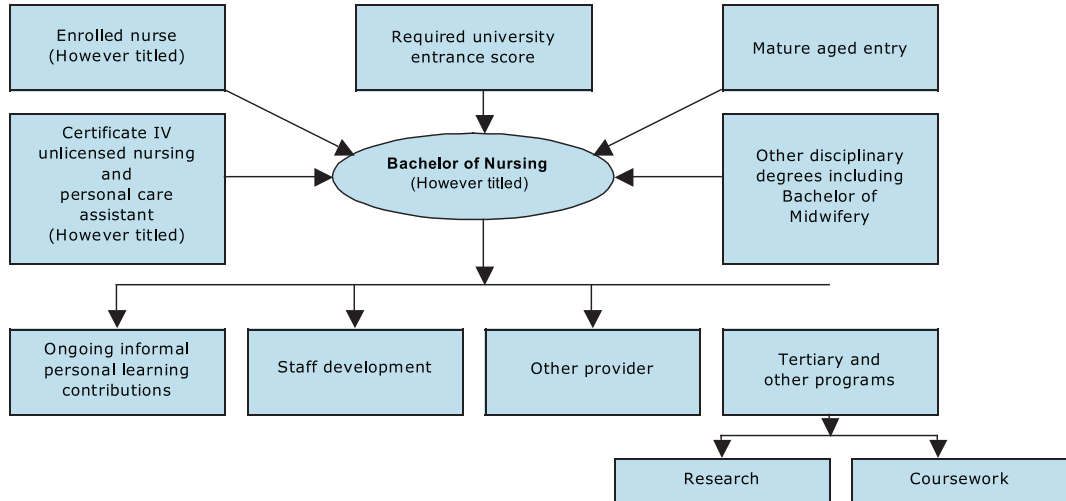 Enrolled nurse
(However titled)
Required university
entrance score
Mature aged entry
Certificate IV
unlicensed nursing
and
personal care
assistant
(However titled)
Bachelor of Nursing
(However titled)
Other disciplinary
degrees including
Bachelor of
Midwifery
Ongoing informal
personal learning
contributions
Staff development
Other provider
Tertiary and
other programs
Research
Coursework